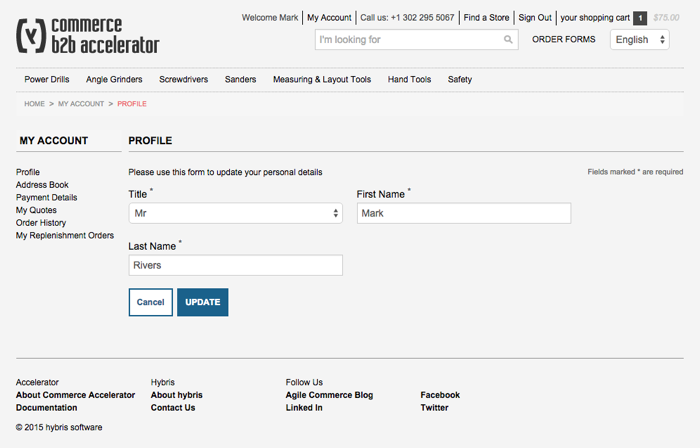 commerce
b2b accelerator
Welcome Mark My Account Call us: +1 302 295 5067 Find a Store Sign Out your shopping cart 1 $75.00
I'm looking for
ORDER FORMS
English
Power Drills Angle Grinders Screwdrivers Sanders Measuring & Layout Tools Hand Tools Safety
HOME > MY ACCOUNT > PROFILE
MY ACCOUNT
Profile
Address Book
Payment Details
My Quotes
Order History
My Replenishment Orders
PROFILE
Please use this form to update your personal details
Fields marked * are required
Title *
Mr
First Name *
Mark
Last Name *
Rivers
Cancel
UPDATE
Accelerator
About Commerce Accelerator
Documentation
Hybris
About hybris
Contact Us
Follow Us
Agile Commerce Blog
Linked In
Facebook
Twitter
© 2015 hybris software